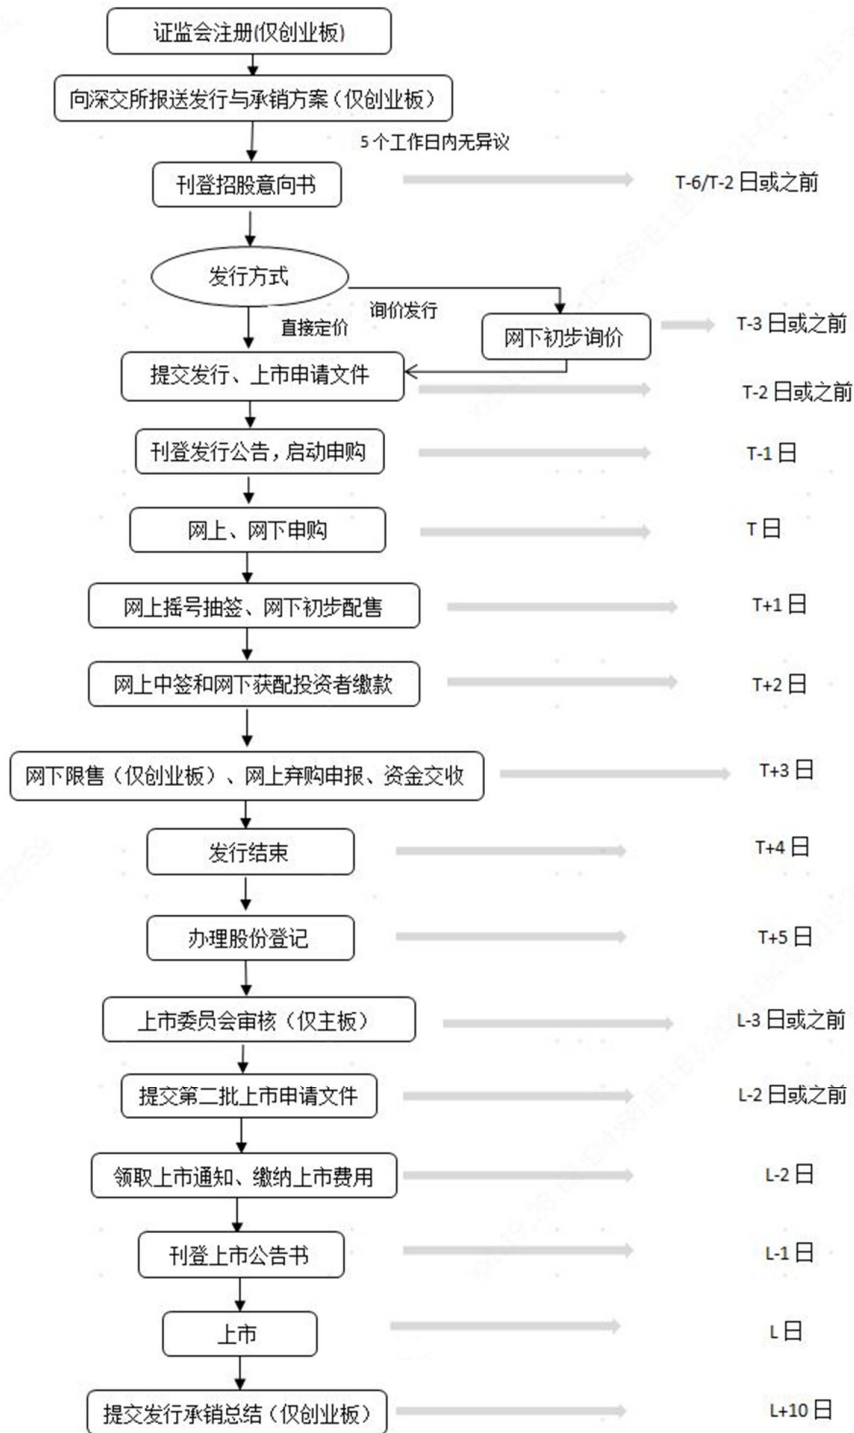 证监会注册(仅创业板)
向深交所报送发行与承销方案（仅创业板）
5 个工作日内无异议
刊登招股意向书
T-6/T-2 日或之前
发行方式
询价发行
直接定价
网下初步询价
T-3 日或之前
提交发行、上市申请文件
T-2 日或之前
刊登发行公告，启动申购
T-1 日
网上、网下申购
T 日
网上摇号抽签、网下初步配售
T+1 日
网上中签和网下获配投资者缴款
T+2 日
网下限售（仅创业板）、网上弃购申报、资金交收
T+3 日
发行结束
T+4 日
办理股份登记
T+5 日
上市委员会审核（仅主板）
L-3 日或之前
提交第二批上市申请文件
L-2 日或之前
领取上市通知、缴纳上市费用
L-2 日
刊登上市公告书
L-1 日
上市
L 日
提交发行承销总结（仅创业板）
L+10 日